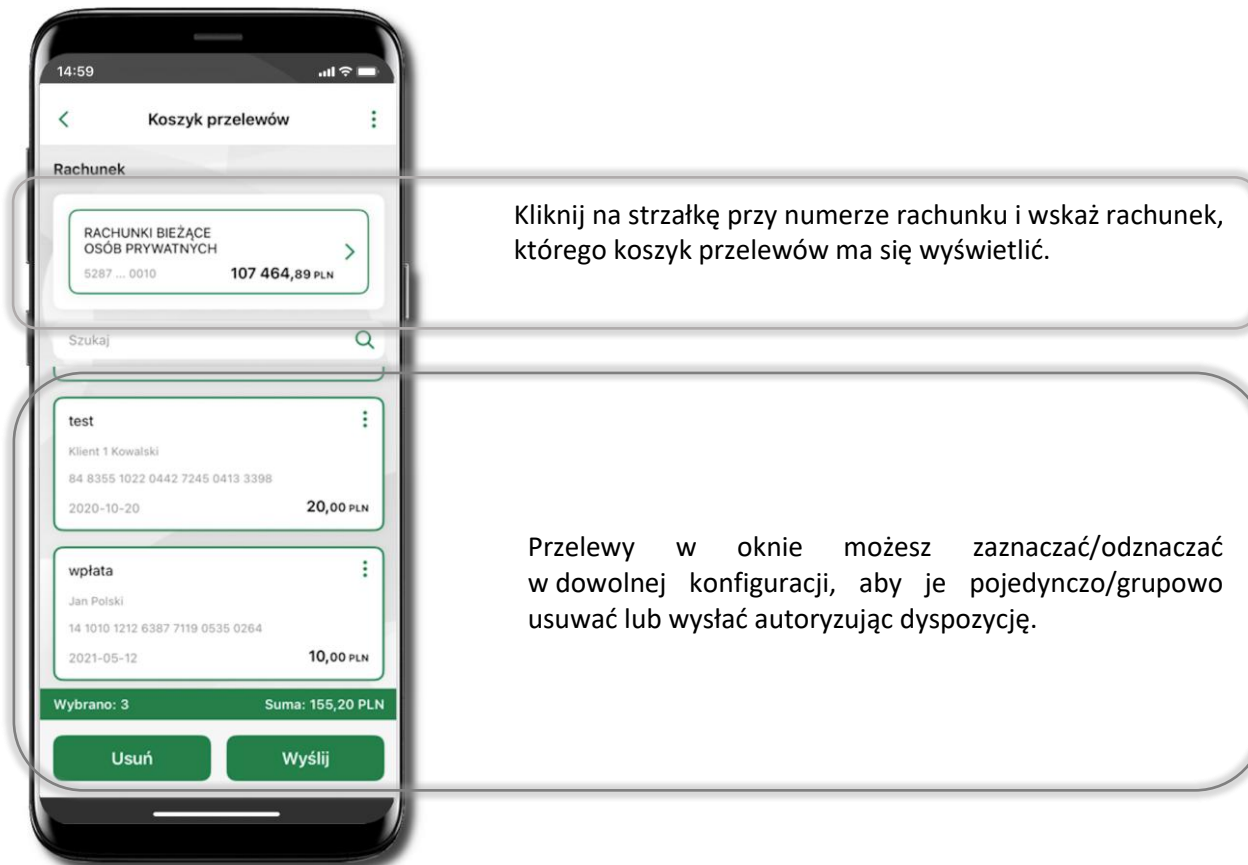 14:59
Koszyk przelewów
Rachunek
RACHUNKI BIEŻĄCE
OSÓB PRYWATNYCH
5287 ... 0010 107 464,89 PLN
Kliknij na strzałkę przy numerze rachunku i wskaż rachunek,
którego koszyk przelewów ma się wyświetlić.
Szukaj
test
Klient 1 Kowalski
84 8355 1022 0442 7245 0413 3398
2020-10-20 20,00 PLN
wpłata
Jan Polski
14 1010 1212 6387 7119 0535 0264
2021-05-12 10,00 PLN
Wybrano: 3 Suma: 155,20 PLN
Usuń Wyślij
Przelewy w oknie możesz zaznaczać/odznaczać
w dowolnej konfiguracji, aby je pojedynczo/grupowo
usuwać lub wysłać autoryzując dyspozycję.